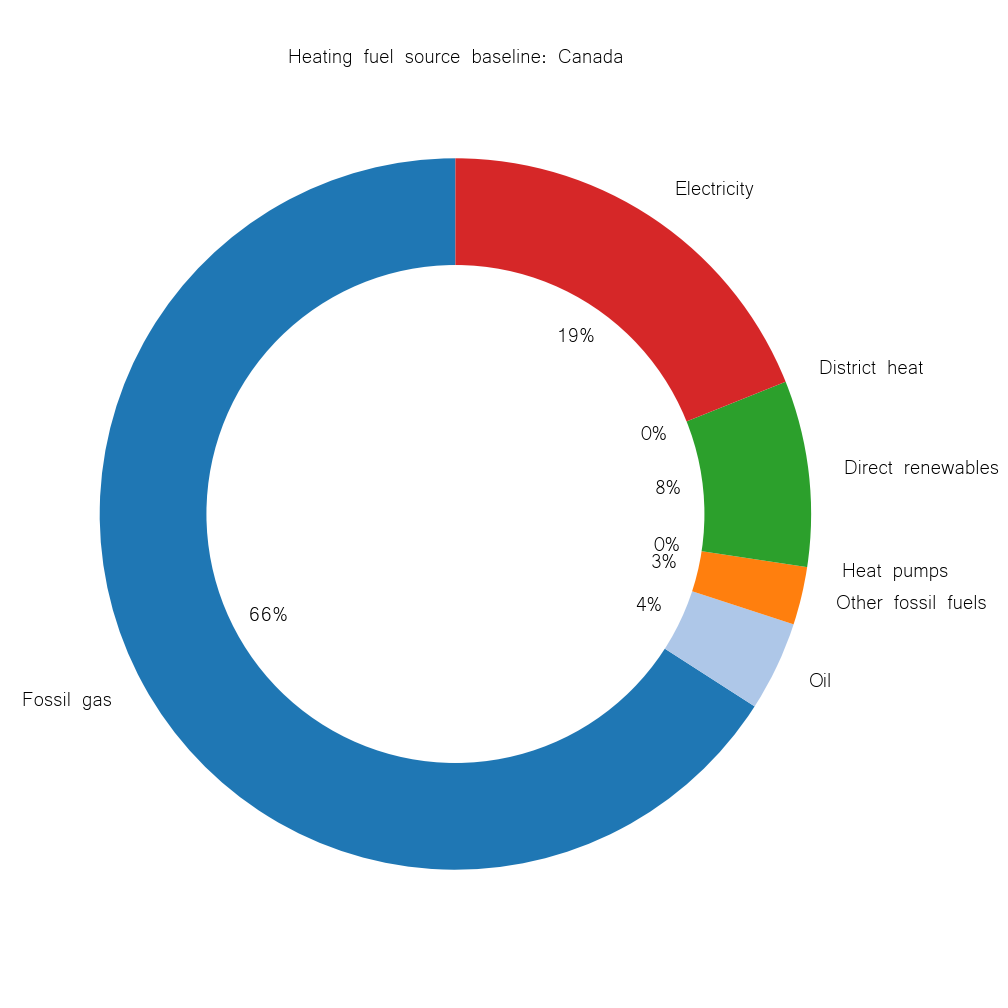 Heating fuel source baseline: Canada
Electricity
19%
District heat
0%
Direct renewables
8%
0%
Heat pumps
3%
Other fossil fuels
4%
Oil
66%
Fossil gas